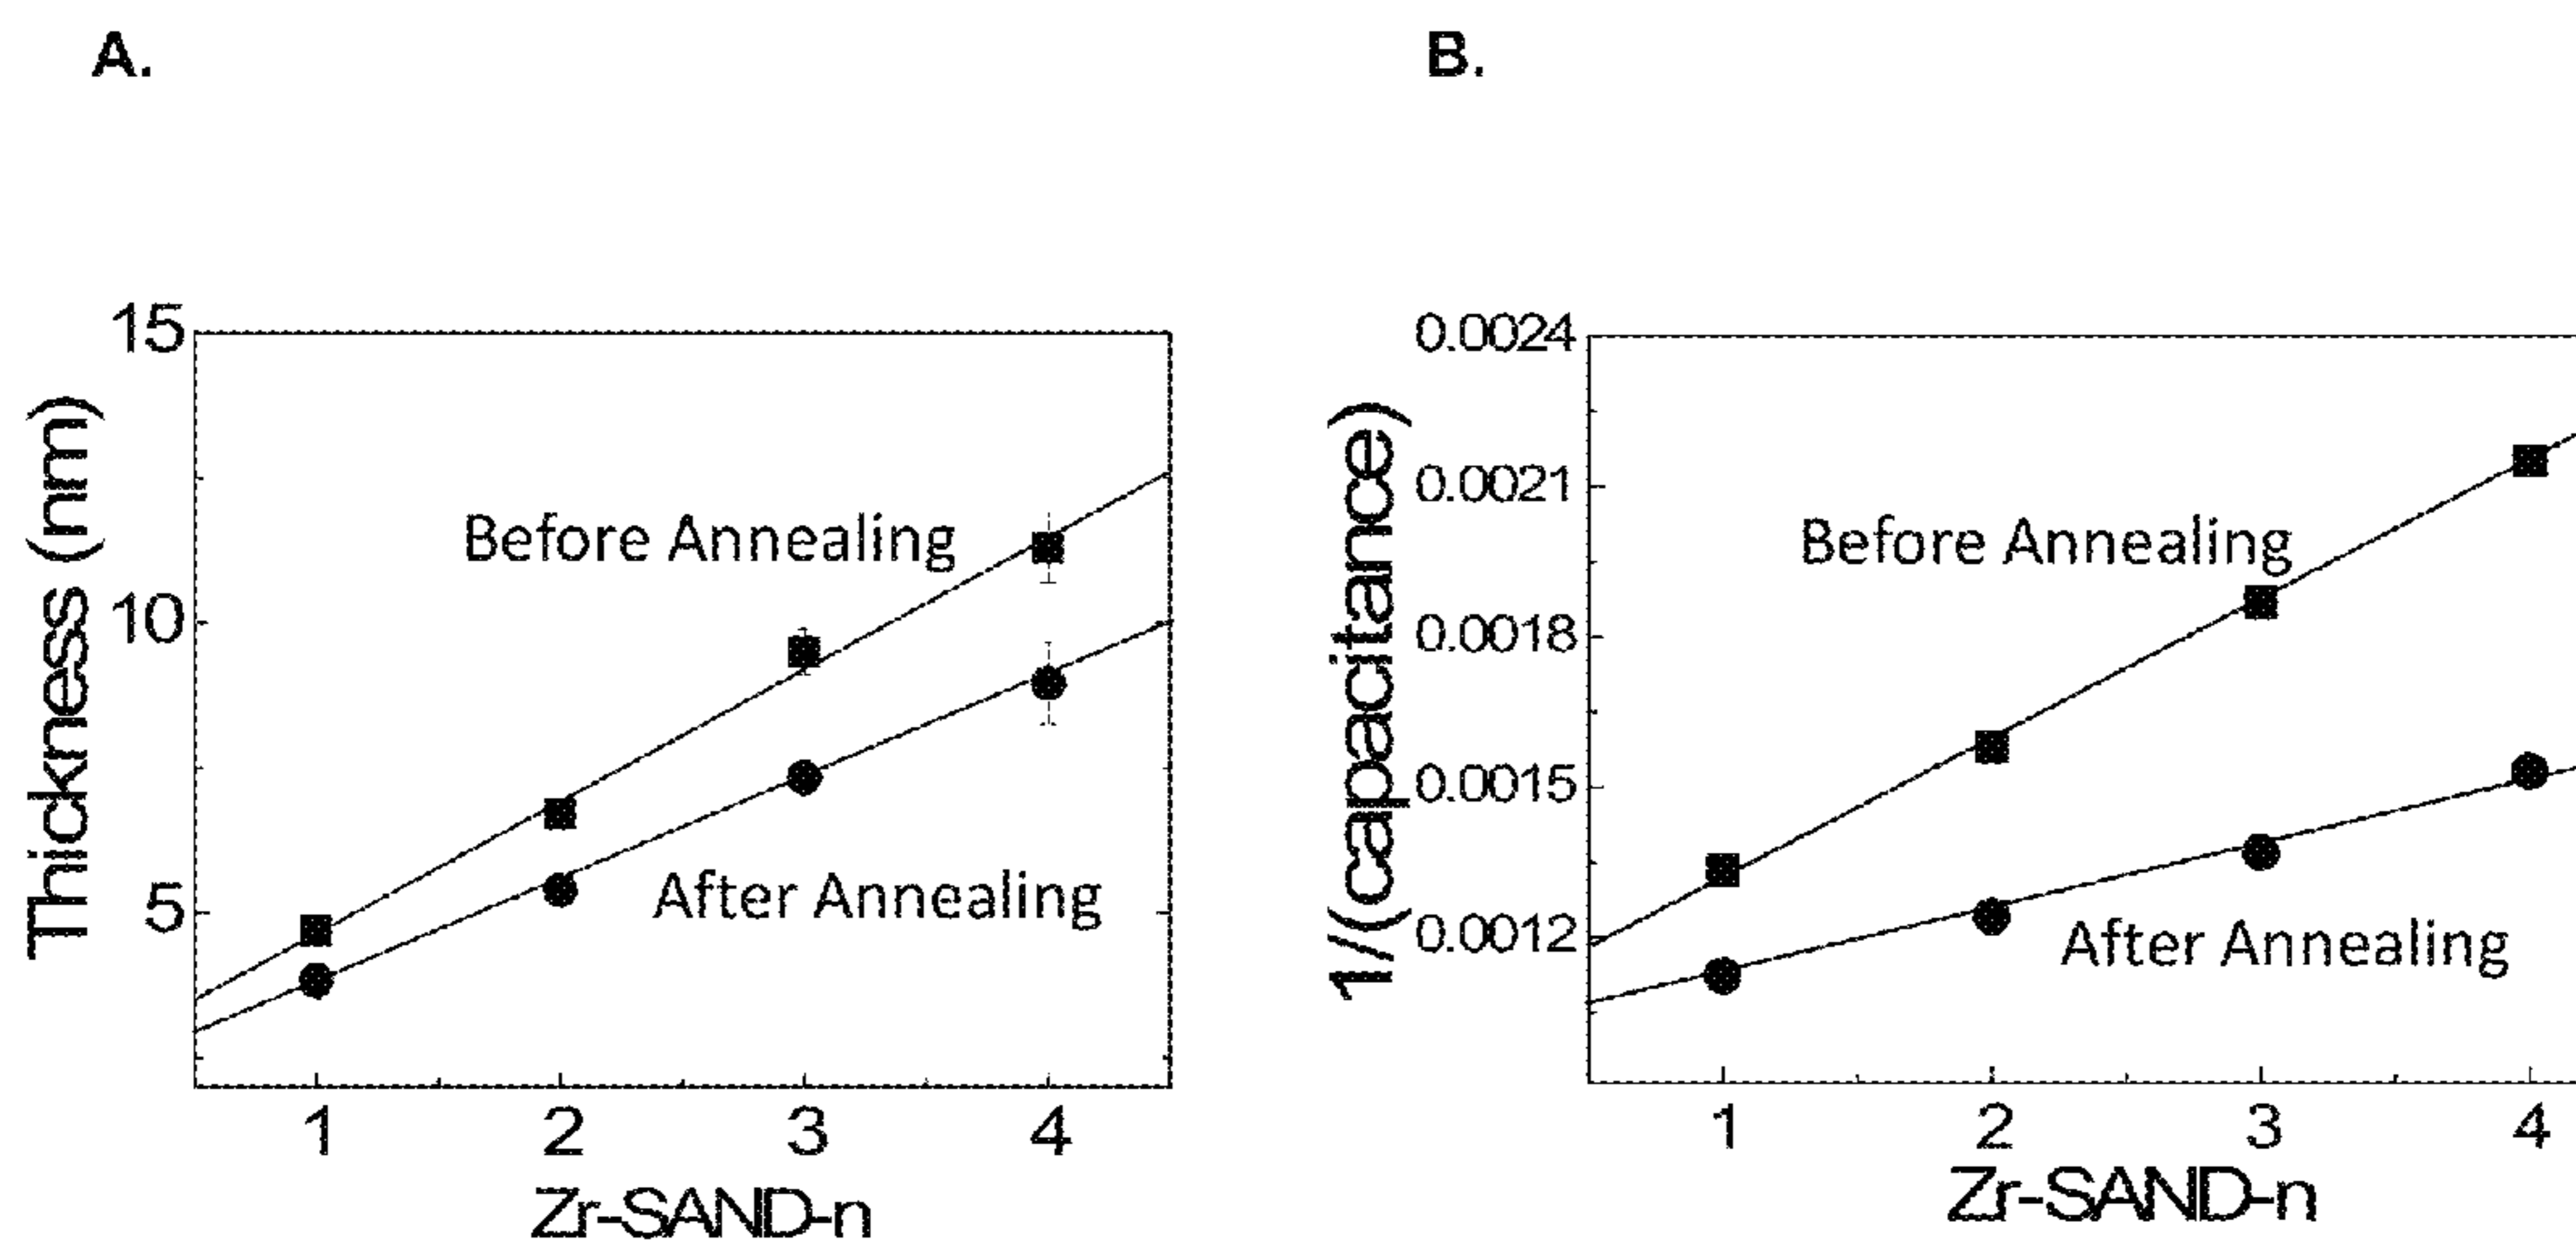 A.
B.
15
10
5
Thickness (nm)
Before Annealing
After Annealing
1 2 3 4
Zr-SAND-n
0.0024
0.0021
0.0018
0.0015
0.0012
1/(capacitance)
Before Annealing
After Annealing
1 2 3 4
Zr-SAND-n